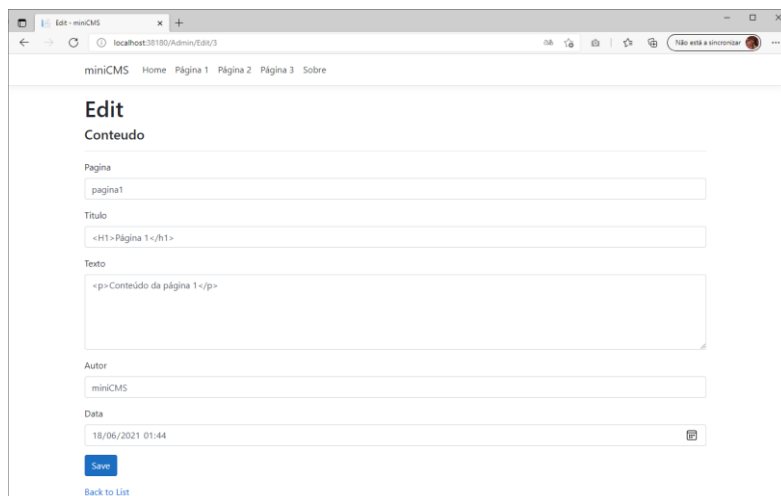 Edit - miniCMS
localhost:38180/Admin/Edit/3
Não está a sincronizar
miniCMS Home Página 1 Página 2 Página 3 Sobre
Edit
Conteudo
Pagina
pagina1
Titulo
<H1>Página 1</h1>
Texto
<p>Conteúdo da página 1</p>
Autor
miniCMS
Data
18/06/2021 01:44
Save
Back to List